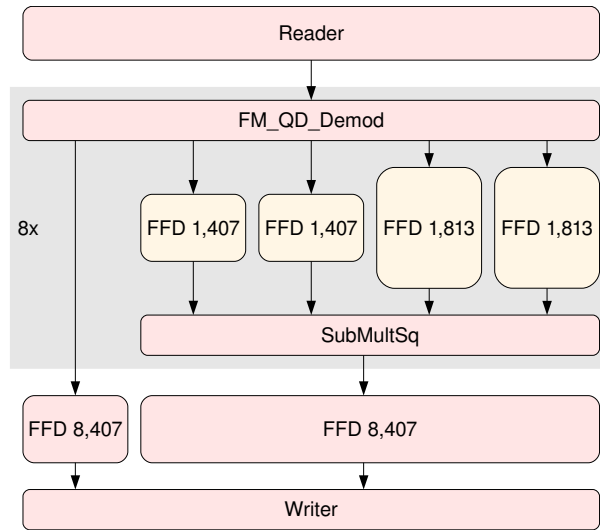 Reader
FM_QD_Demod
8x
FFD 1,407
FFD 1,407
FFD 1,813
FFD 1,813
SubMultSq
FFD 8,407
FFD 8,407
Writer